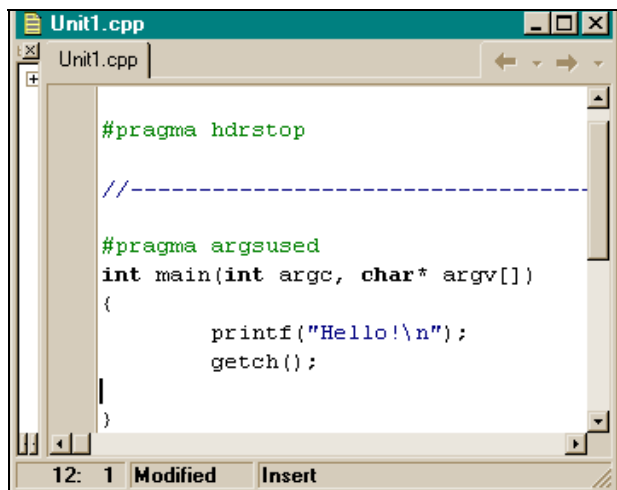 Unit1.cpp
Unit1.cpp
#pragma hdrstop
//----------------------------------
#pragma argsused
int main(int argc, char* argv[])
{
        printf("Hello!\n");
        getch();
}
12: 1 Modified Insert